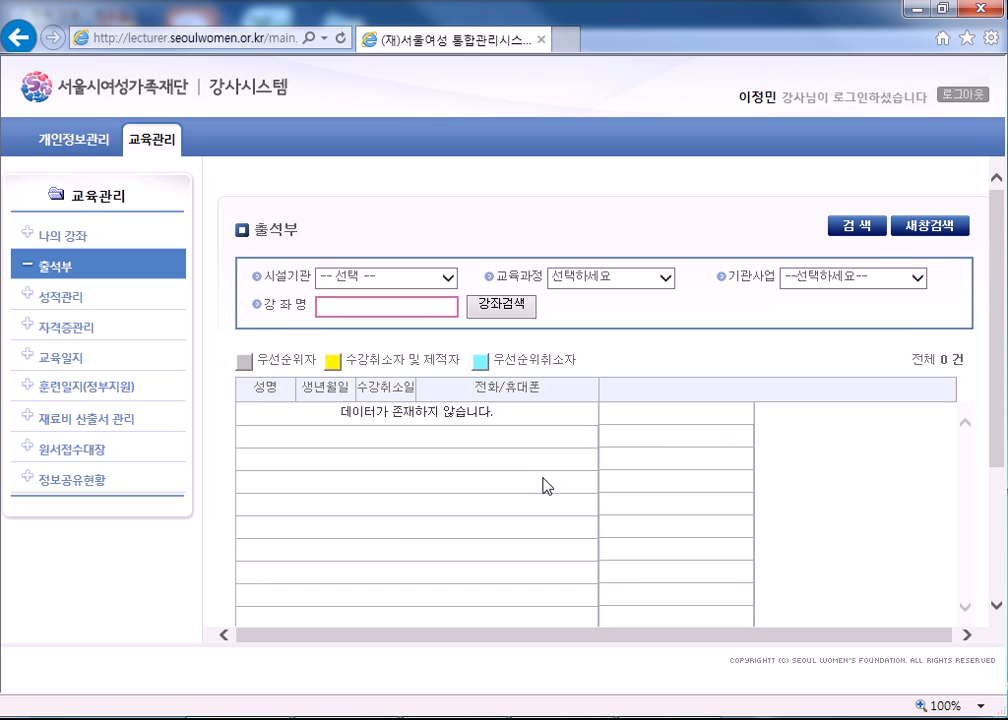 http://lecturer.seoulwomen.or.kr/main.
(재)서울여성 통합관리시스...
서울시여성가족재단 | 강사시스템
이정민 강사님이 로그인하셨습니다 로그아웃
개인정보관리 교육관리
교육관리
나의 강좌
출석부
성적관리
자격증관리
교육일지
훈련일지(정부지원)
재료비 산출서 관리
원서접수대장
정보공유현황
출석부
검 색 새창검색
시설기관 -- 선택 -- 교육과정 선택하세요 기관사업 --선택하세요--
강 좌 명 강좌검색
우선순위자 수강취소자 및 제적자 우선순위취소자 전체 0 건
성명 생년월일 수강취소일 전화/휴대폰
데이터가 존재하지 않습니다.
COPYRIGHTT (C) SEOUL WOMEN'S FOUNDATION. ALL RIGHTS RESERVED
100%